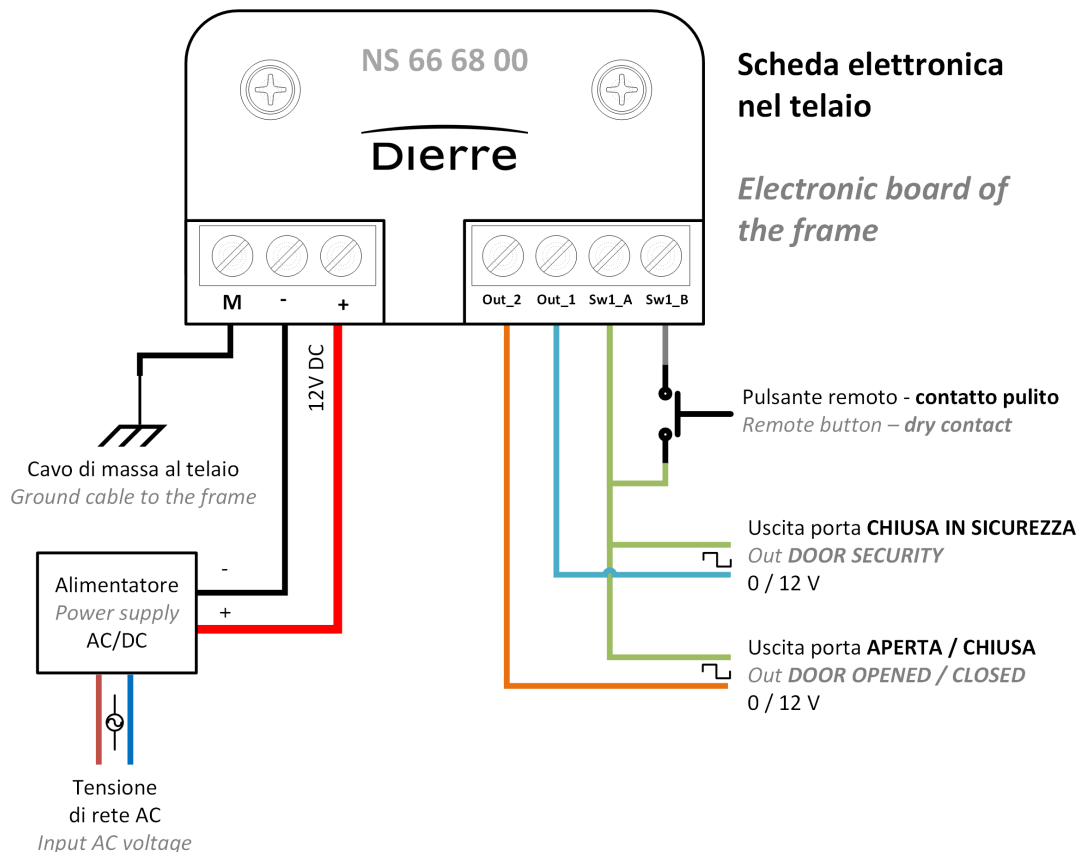 NS 66 68 00
Dierre
Scheda elettronica
nel telaio
Electronic board of
the frame
M - +
Out_2 Out_1 Sw1_A Sw1_B
12V DC
Pulsante remoto - contatto pulito
Remote button – dry contact
Cavo di massa al telaio
Ground cable to the frame
Uscita porta CHIUSA IN SICUREZZA
Out DOOR SECURITY
0 / 12 V
-
+
Alimentatore
Power supply
AC/DC
Uscita porta APERTA / CHIUSA
Out DOOR OPENED / CLOSED
0 / 12 V
Tensione
di rete AC
Input AC voltage